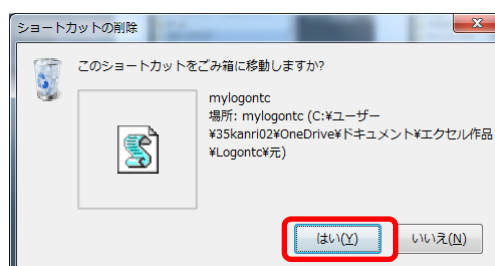 ショートカットの削除
このショートカットをごみ箱に移動しますか?
mylogontc
場所: mylogontc (C:¥ユーザー
¥35kanri02¥OneDrive¥ドキュメント¥エクセル作品
¥Logontc¥元)
はい(Y) いいえ(N)